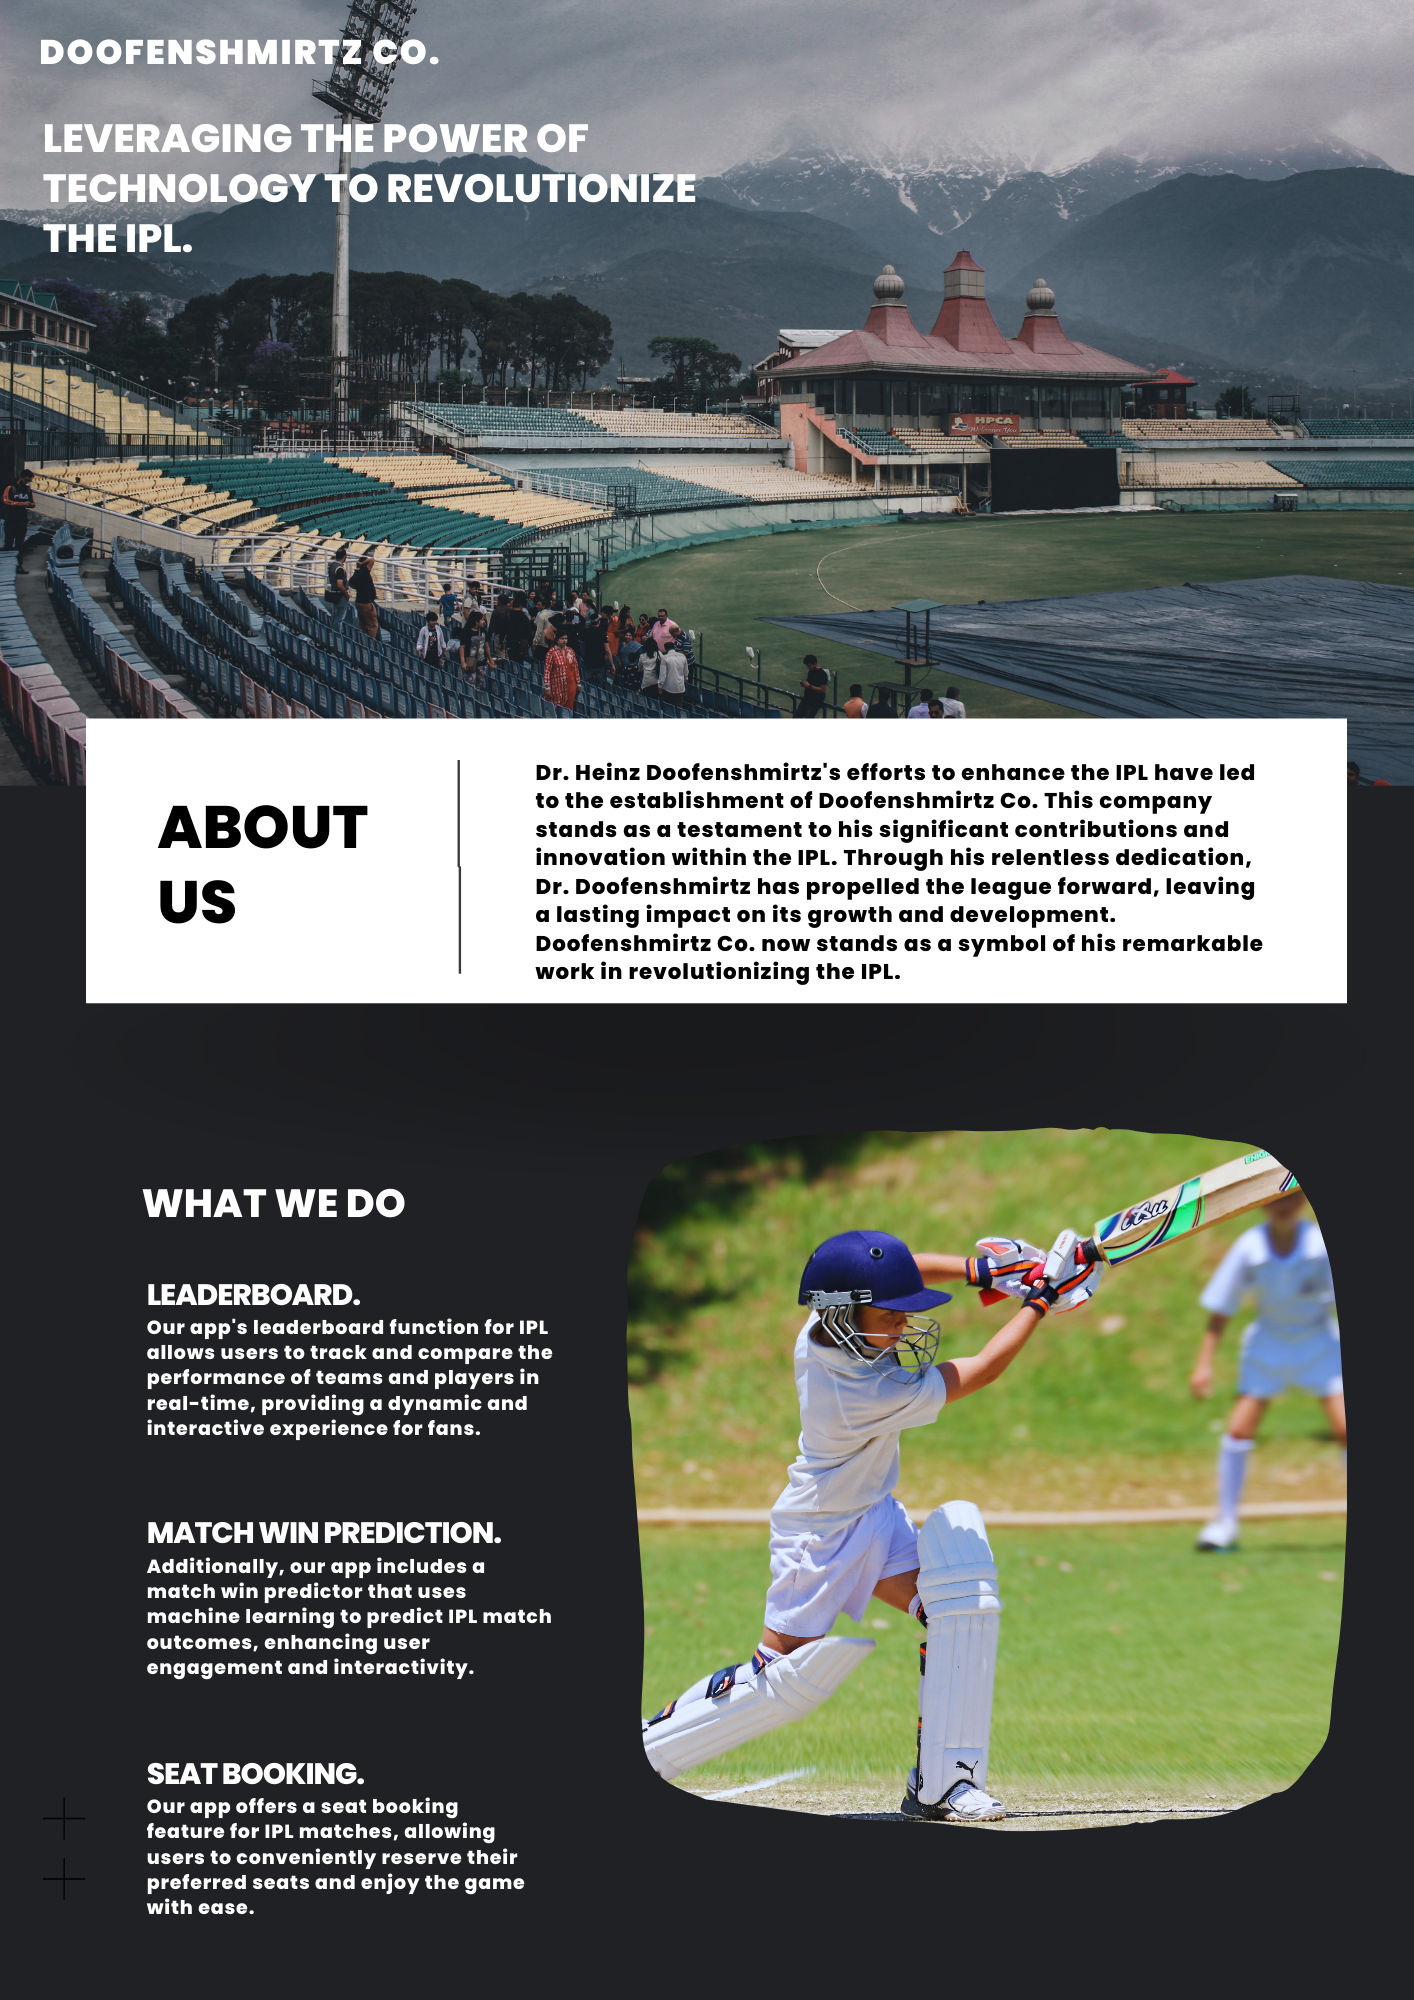 DOOFENSHMIRTZ CO.
LEVERAGING THE POWER OF
TECHNOLOGY TO REVOLUTIONIZE
THE IPL.
HPCA
Welcomes You
FILA
ABOUT
US
Dr. Heinz Doofenshmirtz's efforts to enhance the IPL have led
to the establishment of Doofenshmirtz Co. This company
stands as a testament to his significant contributions and
innovation within the IPL. Through his relentless dedication,
Dr. Doofenshmirtz has propelled the league forward, leaving
a lasting impact on its growth and development.
Doofenshmirtz Co. now stands as a symbol of his remarkable
work in revolutionizing the IPL.
WHAT WE DO
LEADERBOARD.
Our app's leaderboard function for IPL
allows users to track and compare the
performance of teams and players in
real-time, providing a dynamic and
interactive experience for fans.
MATCH WIN PREDICTION.
Additionally, our app includes a
match win predictor that uses
machine learning to predict IPL match
outcomes, enhancing user
engagement and interactivity.
SEAT BOOKING.
Our app offers a seat booking
feature for IPL matches, allowing
users to conveniently reserve their
preferred seats and enjoy the game
with ease.